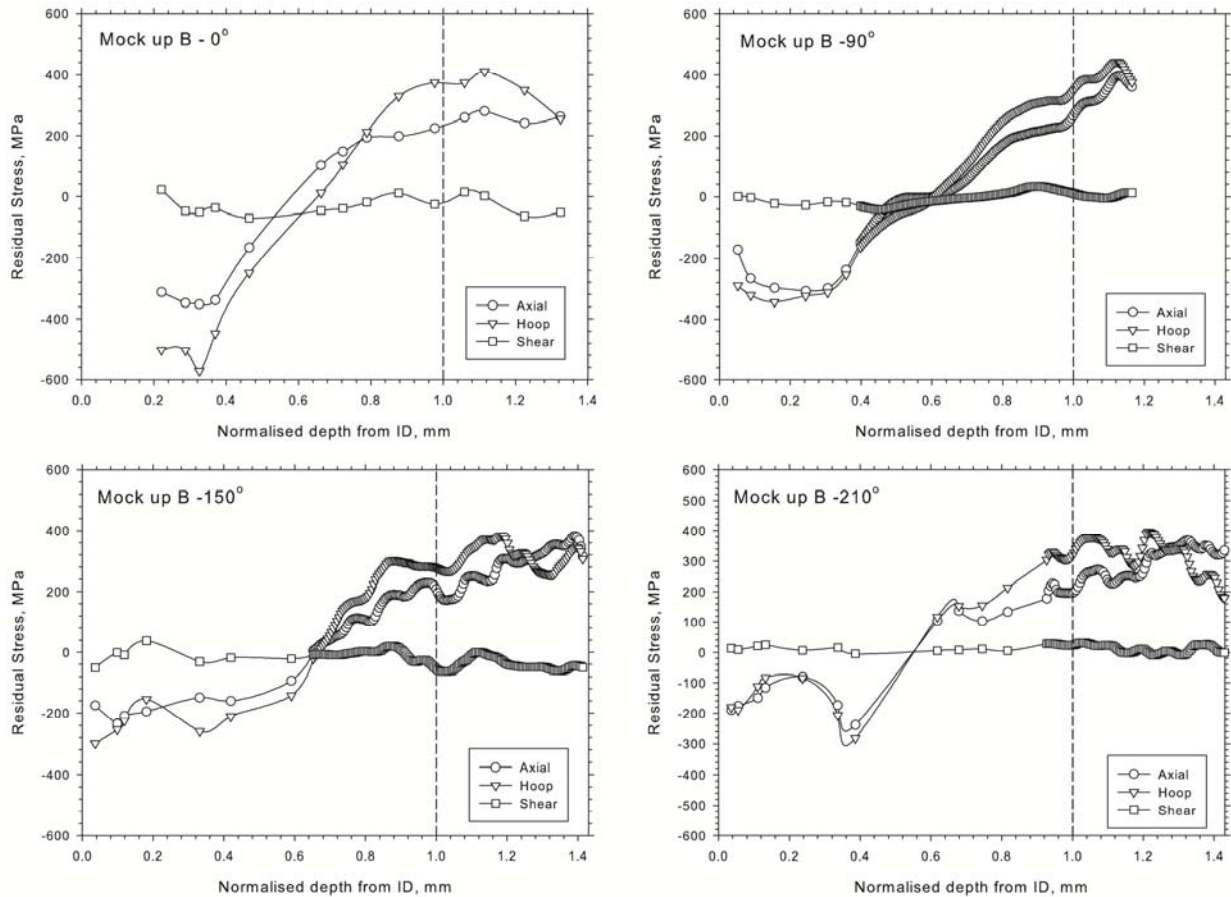 Mock up B - 0°
Residual Stress, MPa
600
400
200
0
-200
-400
-600
0.0 0.2 0.4 0.6 0.8 1.0 1.2 1.4
Normalised depth from ID, mm
Axial
Hoop
Shear
Mock up B -90°
Residual Stress, MPa
600
400
200
0
-200
-400
-600
0.0 0.2 0.4 0.6 0.8 1.0 1.2 1.4
Normalised depth from ID, mm
Axial
Hoop
Shear
Mock up B -150°
Residual Stress, MPa
600
400
200
0
-200
-400
-600
0.0 0.2 0.4 0.6 0.8 1.0 1.2 1.4
Normalised depth from ID, mm
Axial
Hoop
Shear
Mock up B -210°
Residual Stress, MPa
600
500
400
300
200
100
0
-100
-200
-300
-400
-500
-600
0.0 0.2 0.4 0.6 0.8 1.0 1.2 1.4
Normalised depth from ID, mm
Axial
Hoop
Shear